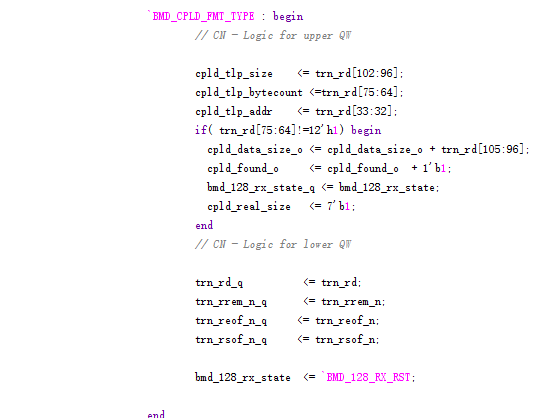 `BMD_CPLD_FMT_TYPE : begin
// CN - Logic for upper QW
cpld_tlp_size <= trn_rd[102:96];
cpld_tlp_bytecount <=trn_rd[75:64];
cpld_tlp_addr <= trn_rd[33:32];
if( trn_rd[75:64]!=12'h1) begin
cpld_data_size_o <= cpld_data_size_o + trn_rd[105:96];
cpld_found_o <= cpld_found_o + 1'b1;
bmd_128_rx_state_q <= bmd_128_rx_state;
cpld_real_size <= 7'b1;
end
// CN - Logic for lower QW
trn_rd_q <= trn_rd;
trn_rrem_n_q <= trn_rrem_n;
trn_reof_n_q <= trn_reof_n;
trn_rsof_n_q <= trn_rsof_n;
bmd_128_rx_state <= `BMD_128_RX_RST;
end